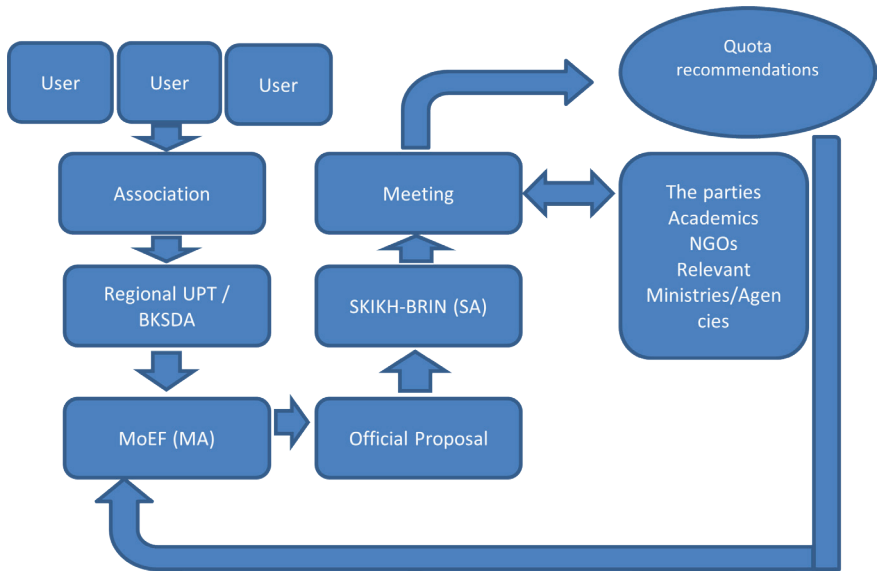 User
User
User
Quota
recommendations
Association
Meeting
The parties
Academics
NGOs
Relevant
Ministries/Agen
cies
Regional UPT /
BKSDA
SKIKH-BRIN (SA)
MoEF (MA)
Official Proposal